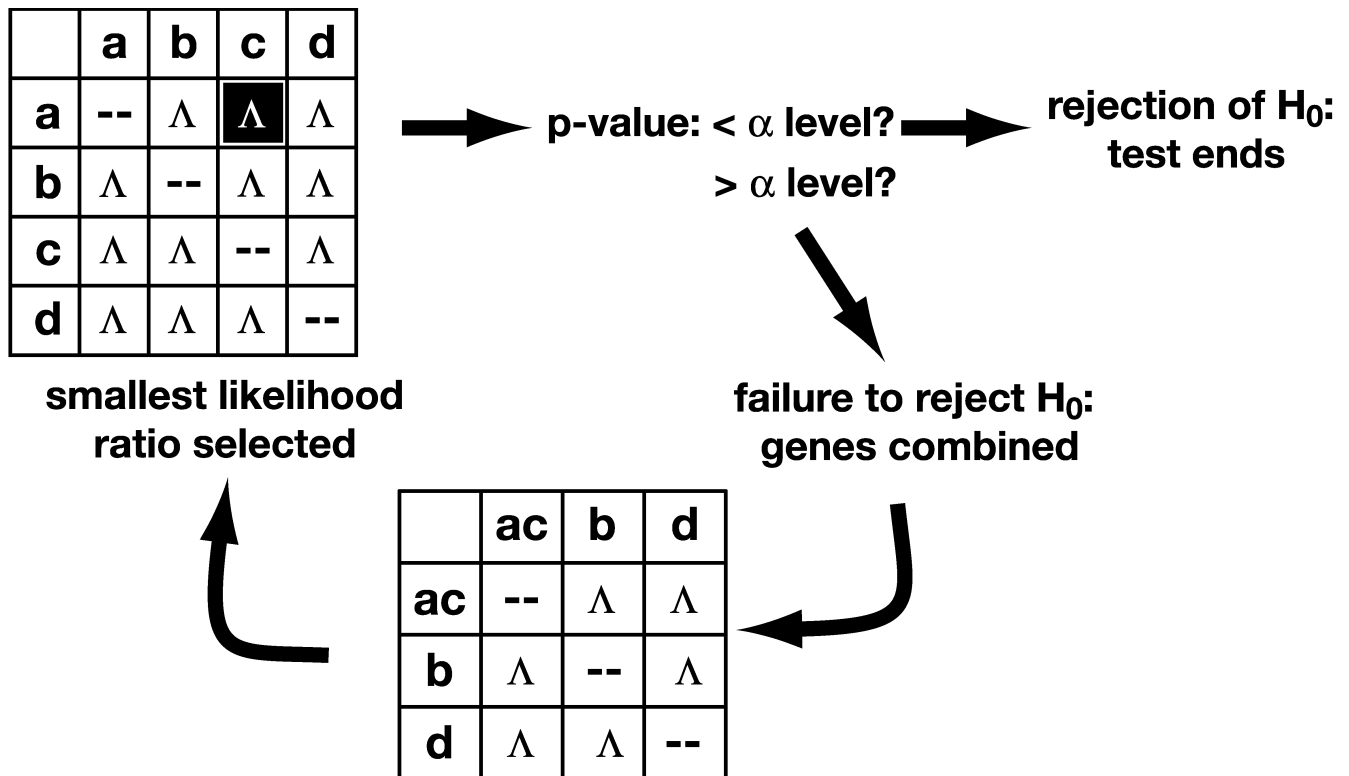 a b c d
a -- Λ Λ Λ
b Λ -- Λ Λ
c Λ Λ -- Λ
d Λ Λ Λ --
smallest likelihood
ratio selected
p-value: < α level?
> α level?
rejection of H₀:
test ends
failure to reject H₀:
genes combined
ac b d
ac -- Λ Λ
b Λ -- Λ
d Λ Λ --